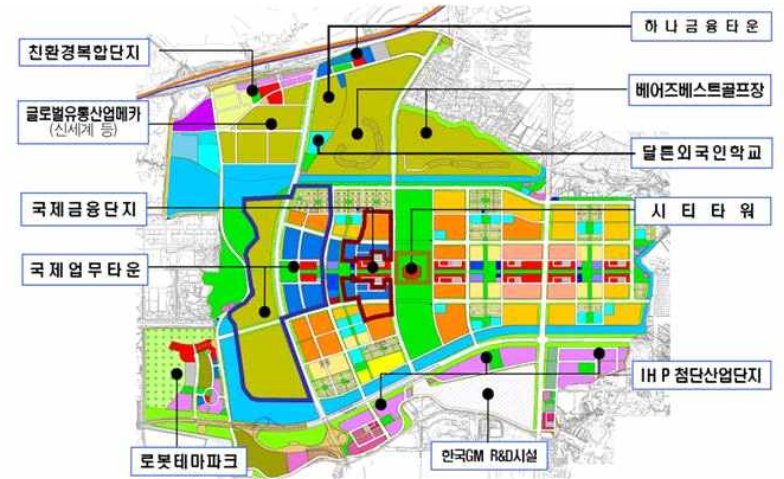 하나금융타운
친환경복합단지
베어즈베스트골프장
글로벌유통산업메카
(신세계 등)
달튼외국인학교
국제금융단지
시티타워
국제업무타운
IHP 첨단산업단지
로봇테마파크
한국GM R&D시설